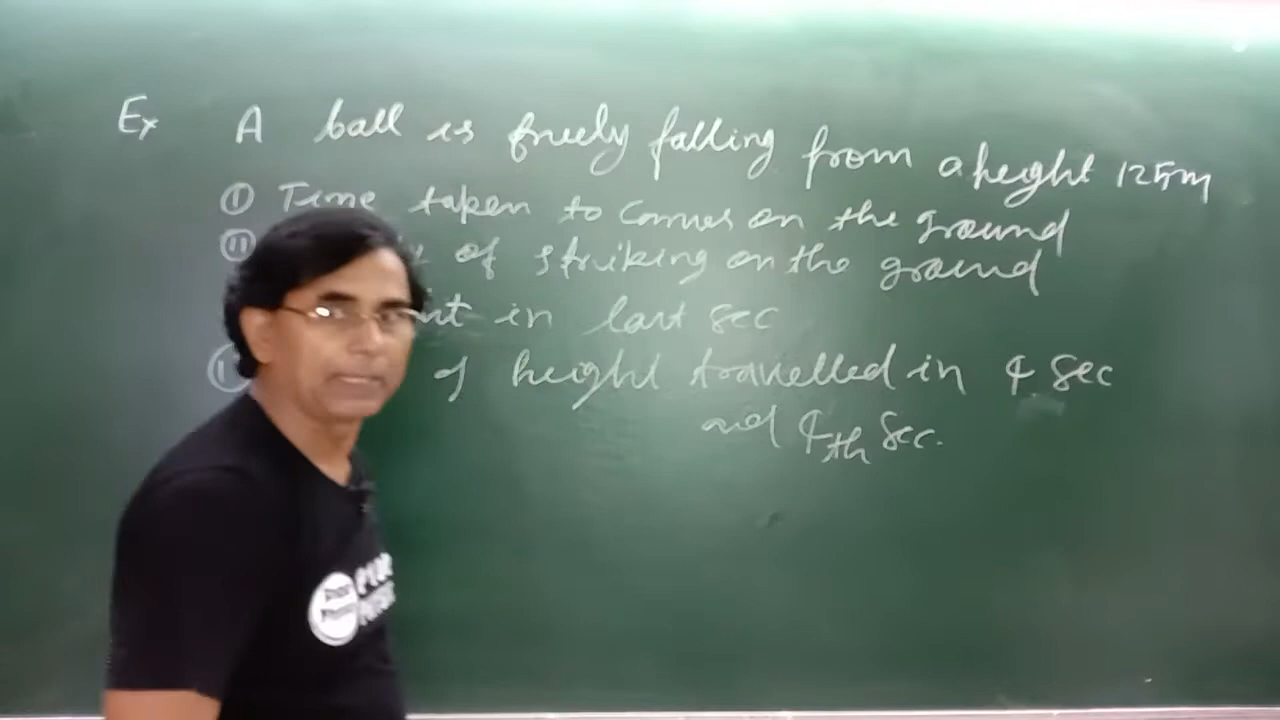 Ex A ball is freely falling from a height 125m
(I) Time taken to comes on the ground
(II) of striking on the ground
in last sec
of height travelled in 4 sec
and 4th sec.